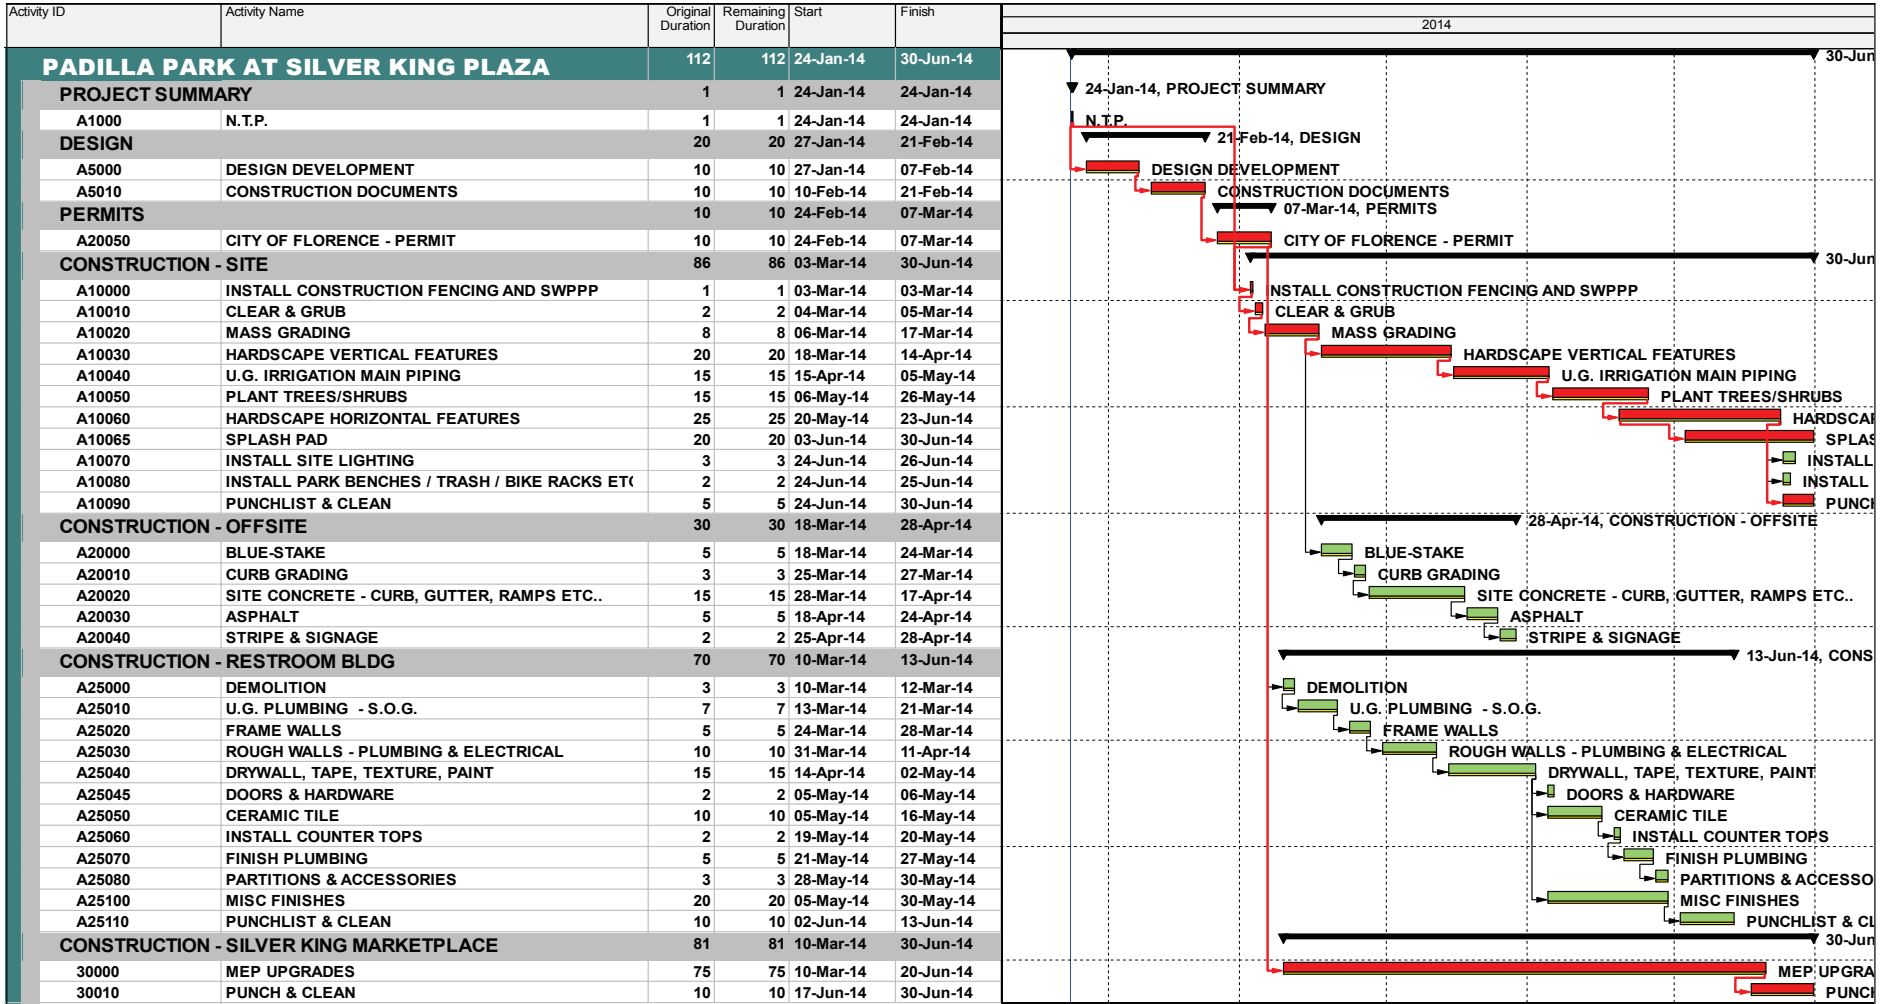 Activity ID Activity Name Original Duration Remaining Duration Start Finish
2014
PADILLA PARK AT SILVER KING PLAZA 112 112 24-Jan-14 30-Jun-14 30-Jun
PROJECT SUMMARY 1 1 24-Jan-14 24-Jan-14 24-Jan-14, PROJECT SUMMARY
A1000 N.T.P. 1 1 24-Jan-14 24-Jan-14 N.T.P.
DESIGN 20 20 27-Jan-14 21-Feb-14 21-Feb-14, DESIGN
A5000 DESIGN DEVELOPMENT 10 10 27-Jan-14 07-Feb-14 DESIGN DEVELOPMENT
A5010 CONSTRUCTION DOCUMENTS 10 10 10-Feb-14 21-Feb-14 CONSTRUCTION DOCUMENTS
PERMITS 10 10 24-Feb-14 07-Mar-14 07-Mar-14, PERMITS
A20050 CITY OF FLORENCE - PERMIT 10 10 24-Feb-14 07-Mar-14 CITY OF FLORENCE - PERMIT
CONSTRUCTION - SITE 86 86 03-Mar-14 30-Jun-14 30-Jun
A10000 INSTALL CONSTRUCTION FENCING AND SWPPP 1 1 03-Mar-14 03-Mar-14 NSTALL CONSTRUCTION FENCING AND SWPPP
A10010 CLEAR & GRUB 2 2 04-Mar-14 05-Mar-14 CLEAR & GRUB
A10020 MASS GRADING 8 8 06-Mar-14 17-Mar-14 MASS GRADING
A10030 HARDSCAPE VERTICAL FEATURES 20 20 18-Mar-14 14-Apr-14 HARDSCAPE VERTICAL FEATURES
A10040 U.G. IRRIGATION MAIN PIPING 15 15 15-Apr-14 05-May-14 U.G. IRRIGATION MAIN PIPING
A10050 PLANT TREES/SHRUBS 15 15 06-May-14 26-May-14 PLANT TREES/SHRUBS
A10060 HARDSCAPE HORIZONTAL FEATURES 25 25 20-May-14 23-Jun-14 HARDSCAP
A10065 SPLASH PAD 20 20 03-Jun-14 30-Jun-14 SPLAS
A10070 INSTALL SITE LIGHTING 3 3 24-Jun-14 26-Jun-14 INSTALL
A10080 INSTALL PARK BENCHES / TRASH / BIKE RACKS ETC 2 2 24-Jun-14 25-Jun-14 INSTALL
A10090 PUNCHLIST & CLEAN 5 5 24-Jun-14 30-Jun-14 PUNCH
CONSTRUCTION - OFFSITE 30 30 18-Mar-14 28-Apr-14 28-Apr-14, CONSTRUCTION - OFFSITE
A20000 BLUE-STAKE 5 5 18-Mar-14 24-Mar-14 BLUE-STAKE
A20010 CURB GRADING 3 3 25-Mar-14 27-Mar-14 CURB GRADING
A20020 SITE CONCRETE - CURB, GUTTER, RAMPS ETC.. 15 15 28-Mar-14 17-Apr-14 SITE CONCRETE - CURB, GUTTER, RAMPS ETC..
A20030 ASPHALT 5 5 18-Apr-14 24-Apr-14 ASPHALT
A20040 STRIPE & SIGNAGE 2 2 25-Apr-14 28-Apr-14 STRIPE & SIGNAGE
CONSTRUCTION - RESTROOM BLDG 70 70 10-Mar-14 13-Jun-14 13-Jun-14, CONS
A25000 DEMOLITION 3 3 10-Mar-14 12-Mar-14 DEMOLITION
A25010 U.G. PLUMBING - S.O.G. 7 7 13-Mar-14 21-Mar-14 U.G. PLUMBING - S.O.G.
A25020 FRAME WALLS 5 5 24-Mar-14 28-Mar-14 FRAME WALLS
A25030 ROUGH WALLS - PLUMBING & ELECTRICAL 10 10 31-Mar-14 11-Apr-14 ROUGH WALLS - PLUMBING & ELECTRICAL
A25040 DRYWALL, TAPE, TEXTURE, PAINT 15 15 14-Apr-14 02-May-14 DRYWALL, TAPE, TEXTURE, PAINT
A25045 DOORS & HARDWARE 2 2 05-May-14 06-May-14 DOORS & HARDWARE
A25050 CERAMIC TILE 10 10 05-May-14 16-May-14 CERAMIC TILE
A25060 INSTALL COUNTER TOPS 2 2 19-May-14 20-May-14 INSTALL COUNTER TOPS
A25070 FINISH PLUMBING 5 5 21-May-14 27-May-14 FINISH PLUMBING
A25080 PARTITIONS & ACCESSORIES 3 3 28-May-14 30-May-14 PARTITIONS & ACCESSO
A25100 MISC FINISHES 20 20 05-May-14 30-May-14 MISC FINISHES
A25110 PUNCHLIST & CLEAN 10 10 02-Jun-14 13-Jun-14 PUNCHLIST & CL
CONSTRUCTION - SILVER KING MARKETPLACE 81 81 10-Mar-14 30-Jun-14 30-Jun
30000 MEP UPGRADES 75 75 10-Mar-14 20-Jun-14 MEP UPGRA
30010 PUNCH & CLEAN 10 10 17-Jun-14 30-Jun-14 PUNCH